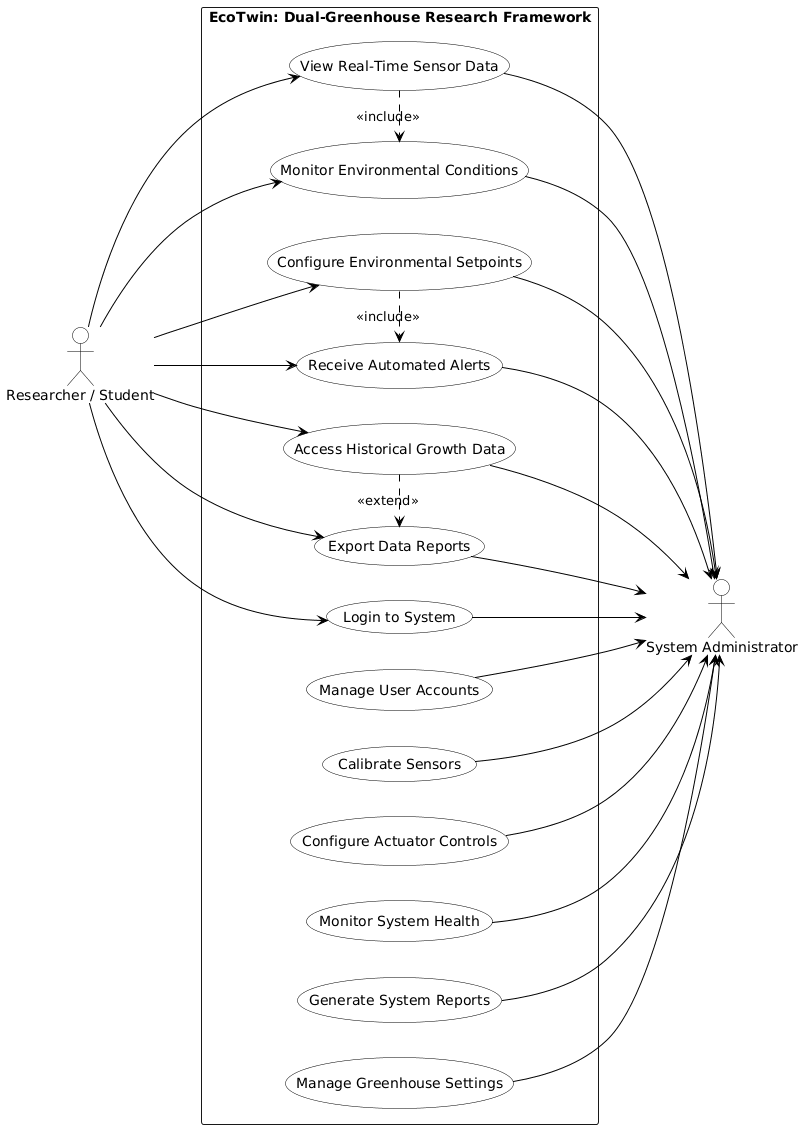 EcoTwin: Dual-Greenhouse Research Framework
View Real-Time Sensor Data
«include»
Monitor Environmental Conditions
Configure Environmental Setpoints
«include»
Receive Automated Alerts
Researcher / Student
Access Historical Growth Data
«extend»
Export Data Reports
Login to System
System Administrator
Manage User Accounts
Calibrate Sensors
Configure Actuator Controls
Monitor System Health
Generate System Reports
Manage Greenhouse Settings